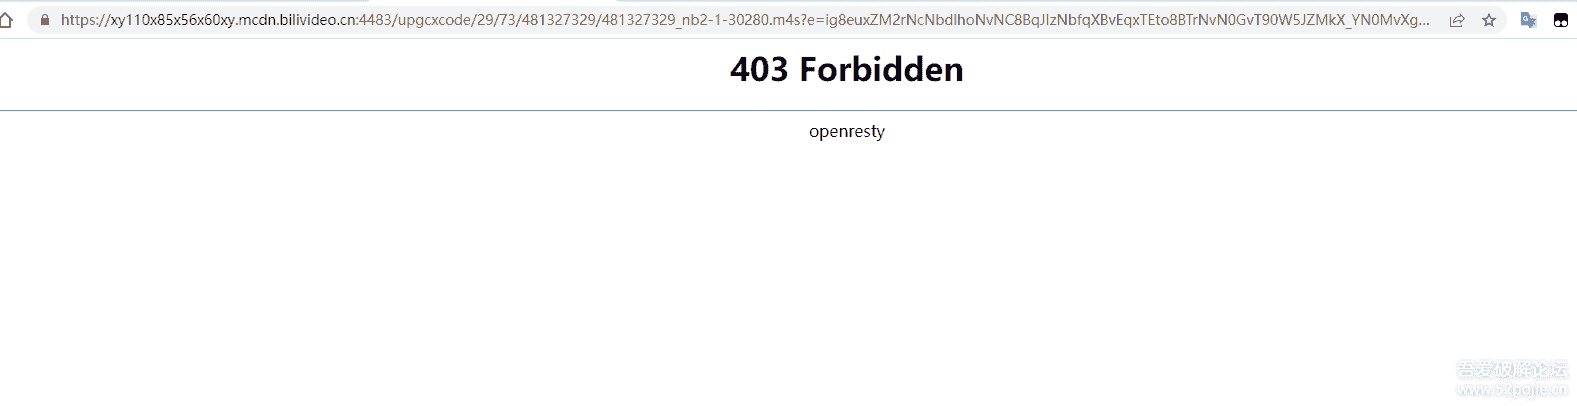 https://xy110x85x56x60xy.mcdn.bilivideo.cn:4483/upgcxcode/29/73/481327329/481327329_nb2-1-30280.m4s?e=ig8euxZM2rNcNbdlhoNvNC8BqJIzNbfqXBvEqxTEto8BTrNvN0GvT90W5JZMkX_YN0MvXg...
403 Forbidden
openresty
吾爱破解论坛
www.52pojie.cn